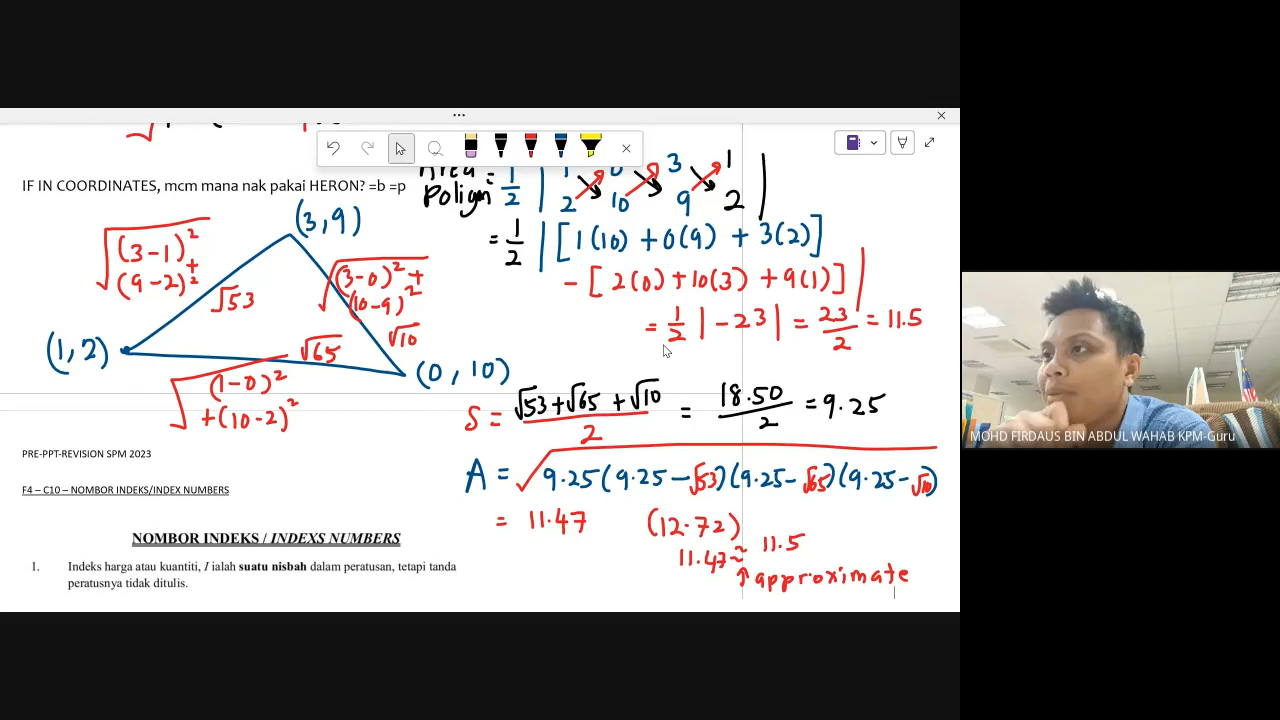 IF IN COORDINATES, mcm mana nak pakai HERON? =b =p
Area
Poligon = 1/2 | 1 0 3 1
2 10 9 2 |
= 1/2 | [1(10) + 0(9) + 3(2)]
- [2(0) + 10(3) + 9(1)] |
= 1/2 | -23 | = 23/2 = 11.5
(3, 9)
√(3-1)² +
(9-2)²
√53
√(3-0)² +
(10-9)²
√10
(1, 2)
√65
(0, 10)
√(1-0)²
+(10-2)²
S = √53+√65+√10 / 2 = 18.50 / 2 = 9.25
A = √9.25(9.25-√53)(9.25-√65)(9.25-√10)
= 11.47 (12.72)
11.47 ≈ 11.5
↑ approximate
PRE-PPT-REVISION SPM 2023
F4 – C10 – NOMBOR INDEKS/INDEX NUMBERS
NOMBOR INDEKS / INDEXS NUMBERS
1. Indeks harga atau kuantiti, I ialah suatu nisbah dalam peratusan, tetapi tanda
peratusnya tidak ditulis.
MOHD FIRDAUS BIN ABDUL WAHAB KPM-Guru